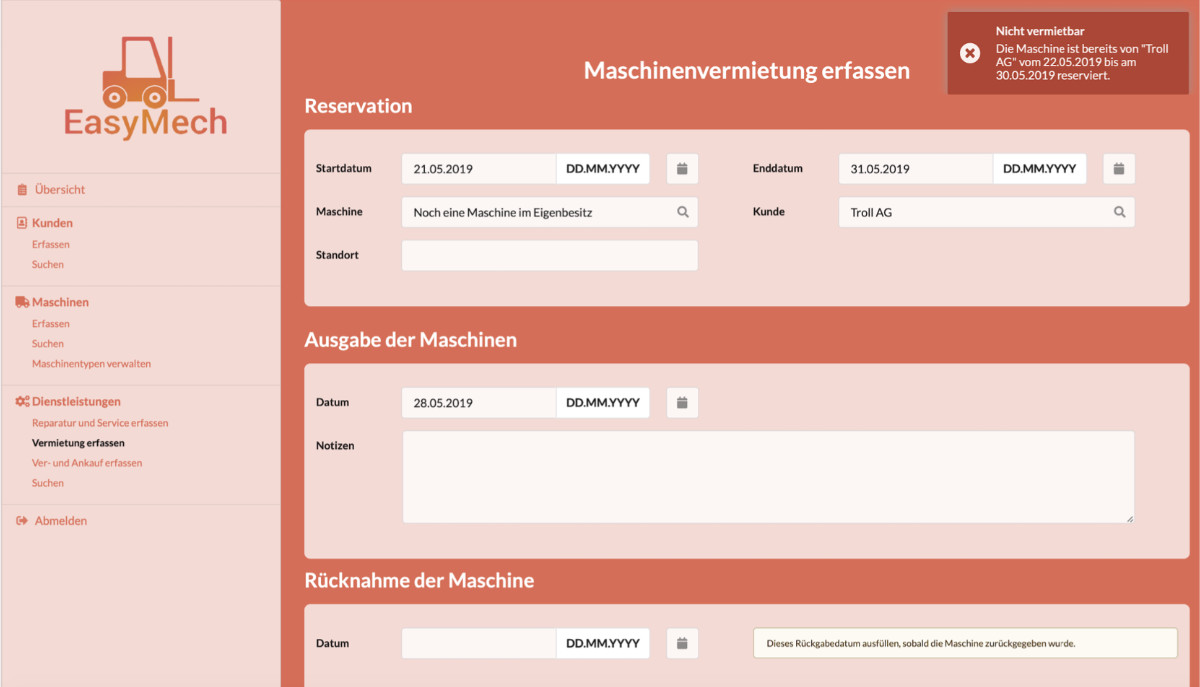 EasyMech
Übersicht
Kunden
Erfassen
Suchen
Maschinen
Erfassen
Suchen
Maschinentypen verwalten
Dienstleistungen
Reparatur und Service erfassen
Vermietung erfassen
Ver- und Ankauf erfassen
Suchen
Abmelden
Nicht vermietbar
Die Maschine ist bereits von "Troll
AG" vom 22.05.2019 bis am
30.05.2019 reserviert.
Maschinenvermietung erfassen
Reservation
Startdatum 21.05.2019 DD.MM.YYYY Enddatum 31.05.2019 DD.MM.YYYY
Maschine Noch eine Maschine im Eigenbesitz Kunde Troll AG
Standort
Ausgabe der Maschinen
Datum 28.05.2019 DD.MM.YYYY
Notizen
Rücknahme der Maschine
Datum DD.MM.YYYY Dieses Rückgabedatum ausfüllen, sobald die Maschine zurückgegeben wurde.